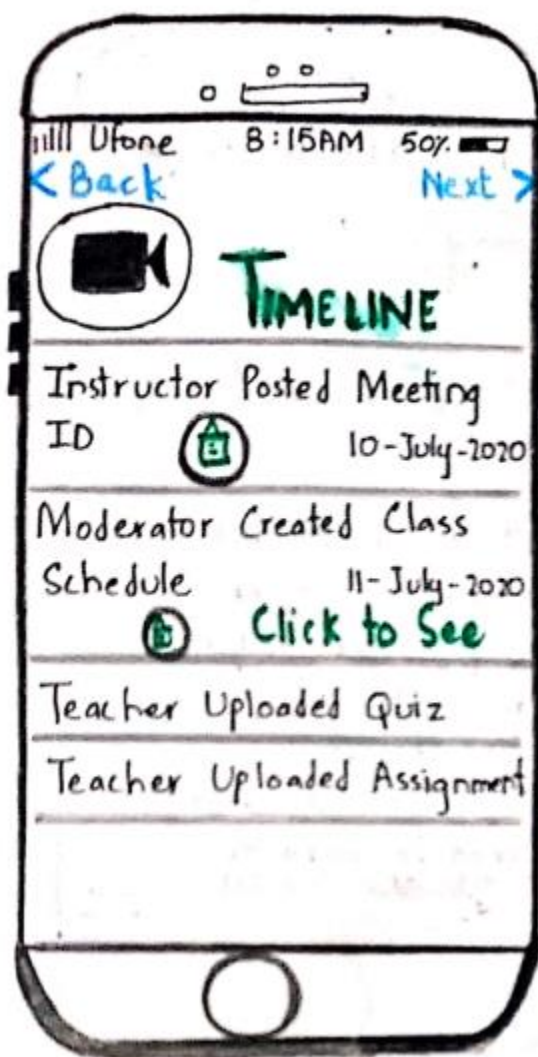 Ufone 8:15AM 50%
< Back Next >
TIMELINE
Instructor Posted Meeting
ID 10-July-2020
Moderator Created Class
Schedule 11-July-2020
Click to See
Teacher Uploaded Quiz
Teacher Uploaded Assignment